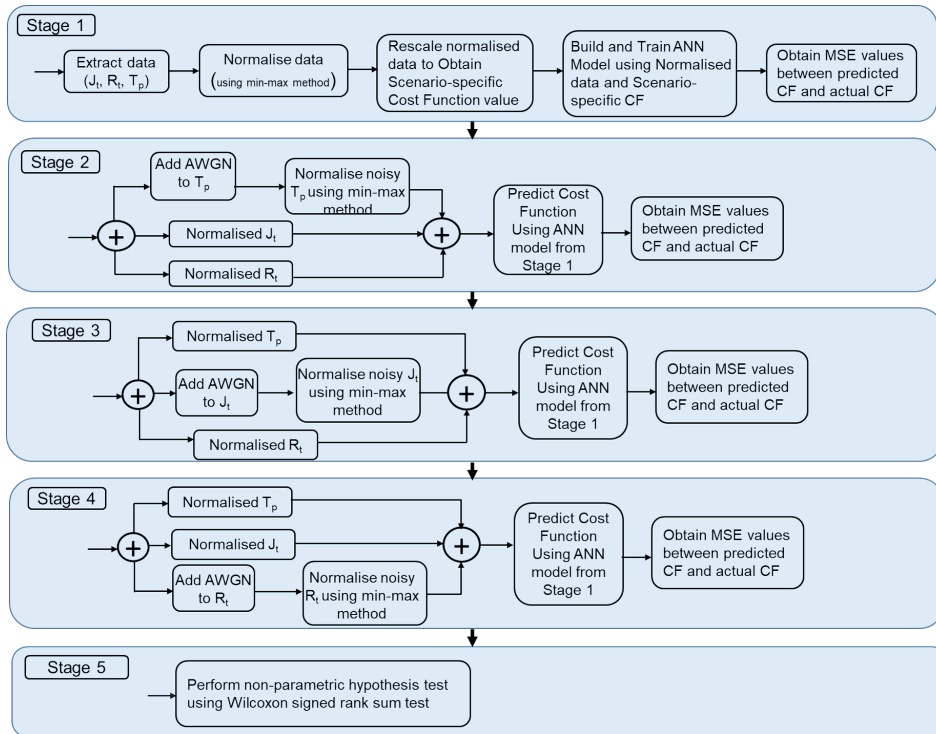 Stage 1
Extract data
(Jt, Rt, Tp)
Normalise data
(using min-max method)
Rescale normalised
data to Obtain
Scenario-specific
Cost Function value
Build and Train ANN
Model using Normalised
data and Scenario-
specific CF
Obtain MSE values
between predicted
CF and actual CF
Stage 2
Add AWGN
to Tp
Normalise noisy
Tp using min-max
method
+
Normalised Jt
+
Normalised Rt
Predict Cost
Function
Using ANN
model from
Stage 1
Obtain MSE values
between predicted
CF and actual CF
Stage 3
Normalised Tp
+
Add AWGN
to Jt
Normalise noisy Jt
using min-max
method
+
Normalised Rt
Predict Cost
Function
Using ANN
model from
Stage 1
Obtain MSE values
between predicted
CF and actual CF
Stage 4
Normalised Tp
+
Normalised Jt
+
Add AWGN
to Rt
Normalise noisy
Rt using min-max
method
Predict Cost
Function
Using ANN
model from
Stage 1
Obtain MSE values
between predicted
CF and actual CF
Stage 5
Perform non-parametric hypothesis test
using Wilcoxon signed rank sum test